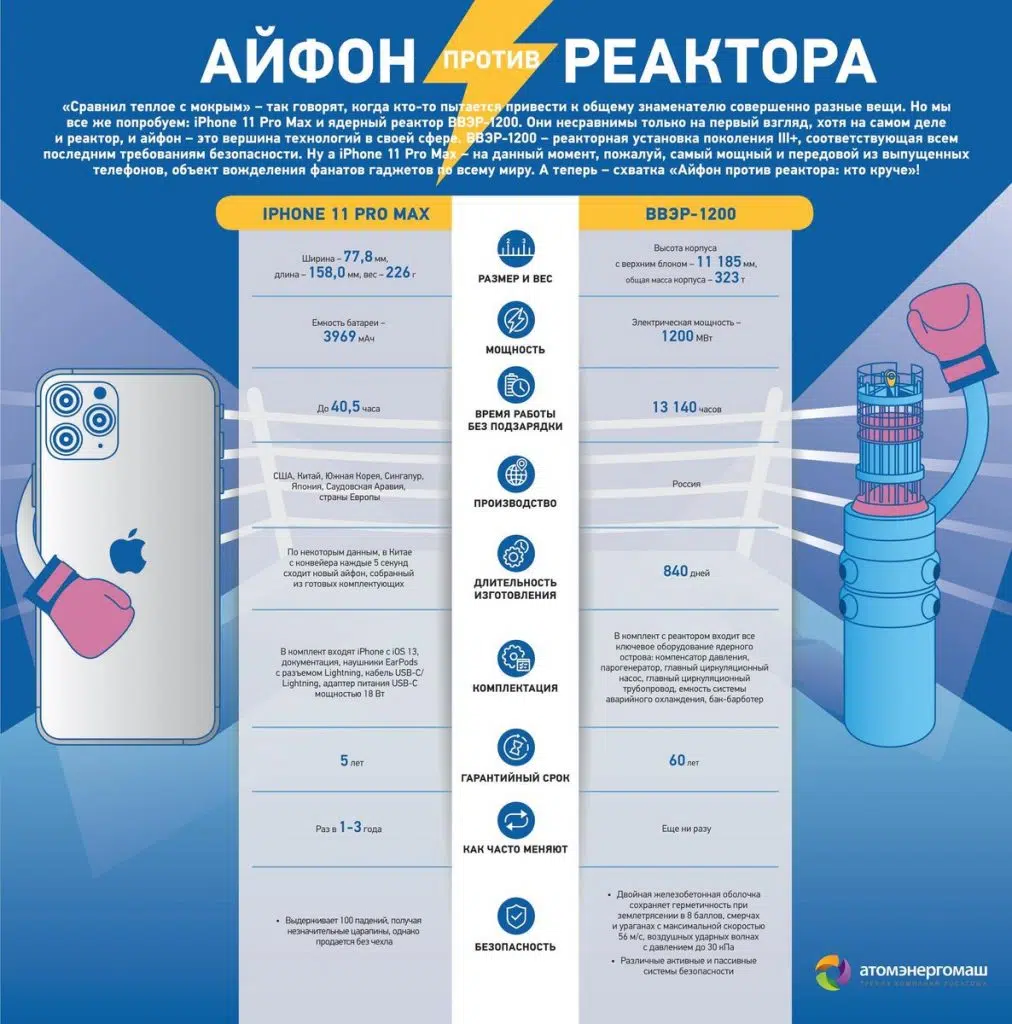 АЙФОН ПРОТИВ РЕАКТОРА
«Сравнил теплое с мокрым» – так говорят, когда кто-то пытается привести к общему знаменателю совершенно разные вещи. Но мы
все же попробуем: iPhone 11 Pro Max и ядерный реактор ВВЭР-1200. Они несравнимы только на первый взгляд, хотя на самом деле
и реактор, и айфон – это вершина технологий в своей сфере. ВВЭР-1200 – реакторная установка поколения III+, соответствующая всем
последним требованиям безопасности. Ну а iPhone 11 Pro Max – на данный момент, пожалуй, самый мощный и передовой из выпущенных
телефонов, объект вожделения фанатов гаджетов по всему миру. А теперь – схватка «Айфон против реактора: кто круче»!
IPHONE 11 PRO MAX
ВВЭР-1200
Ширина – 77,8 мм,
длина – 158,0 мм, вес – 226 г
2 3
РАЗМЕР И ВЕС
Высота корпуса
с верхним блоком – 11 185 мм,
общая масса корпуса – 323 т
Емкость батареи –
3969 мАч
МОЩНОСТЬ
Электрическая мощность –
1200 МВт
До 40,5 часа
ВРЕМЯ РАБОТЫ
БЕЗ ПОДЗАРЯДКИ
13 140 часов
США, Китай, Южная Корея, Сингапур,
Япония, Саудовская Аравия,
страны Европы
ПРОИЗВОДСТВО
Россия
По некоторым данным, в Китае
с конвейера каждые 5 секунд
сходит новый айфон, собранный
из готовых комплектующих
ДЛИТЕЛЬНОСТЬ
ИЗГОТОВЛЕНИЯ
840 дней
В комплект входят iPhone с iOS 13,
документация, наушники EarPods
с разъемом Lightning, кабель USB-C/
Lightning, адаптер питания USB-C
мощностью 18 Вт
КОМПЛЕКТАЦИЯ
В комплект с реактором входит все
ключевое оборудование ядерного
острова: компенсатор давления,
парогенератор, главный циркуляционный
насос, главный циркуляционный
трубопровод, емкость системы
аварийного охлаждения, бак-барботер
5 лет
ГАРАНТИЙНЫЙ СРОК
60 лет
Раз в 1-3 года
КАК ЧАСТО МЕНЯЮТ
Еще ни разу
• Выдерживает 100 падений, получая
незначительные царапины, однако
продается без чехла
БЕЗОПАСНОСТЬ
• Двойная железобетонная оболочка
сохраняет герметичность при
землетрясении в 8 баллов, смерчах
и ураганах с максимальной скоростью
56 м/с, воздушных ударных волнах
с давлением до 30 кПа
• Различные активные и пассивные
системы безопасности
атомэнергомаш
ГРУППА КОМПАНИЙ РОСАТОМА